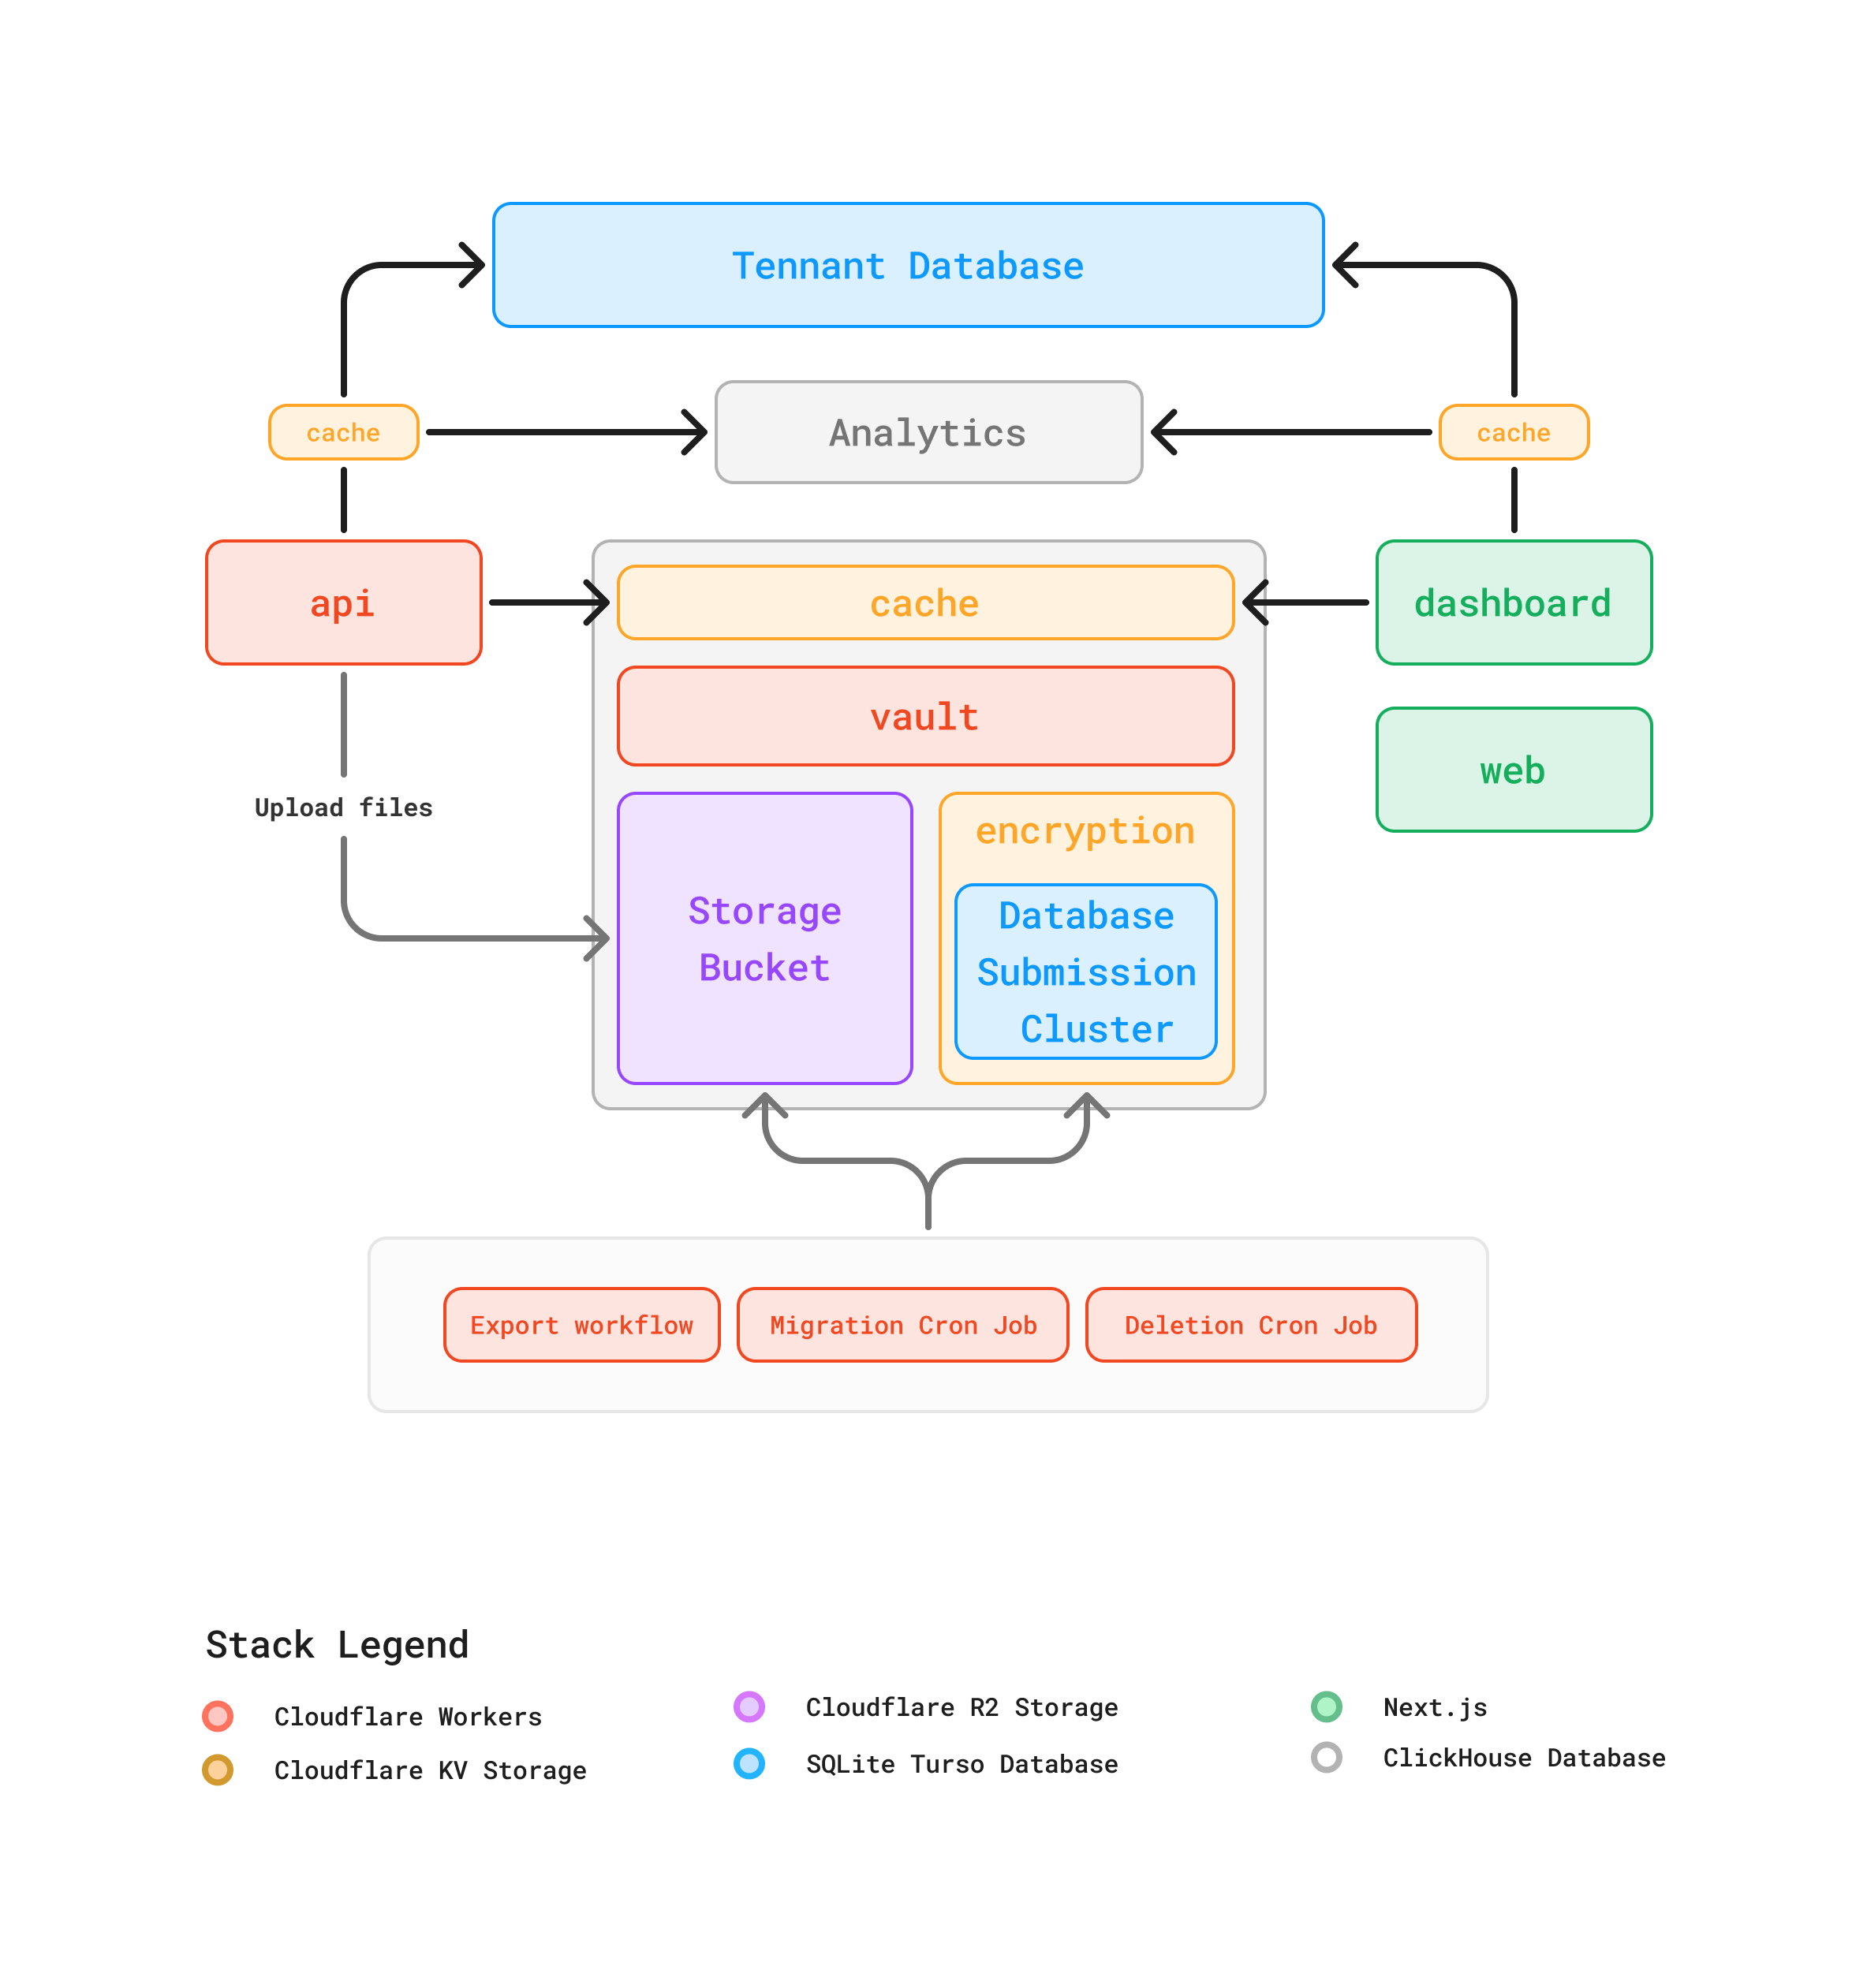 Tennant Database
cache
Analytics
cache
api
cache
dashboard
vault
web
Upload files
encryption
Storage
Bucket
Database
Submission
Cluster
Export workflow
Migration Cron Job
Deletion Cron Job
Stack Legend
Cloudflare Workers
Cloudflare R2 Storage
Next.js
Cloudflare KV Storage
SQLite Turso Database
ClickHouse Database